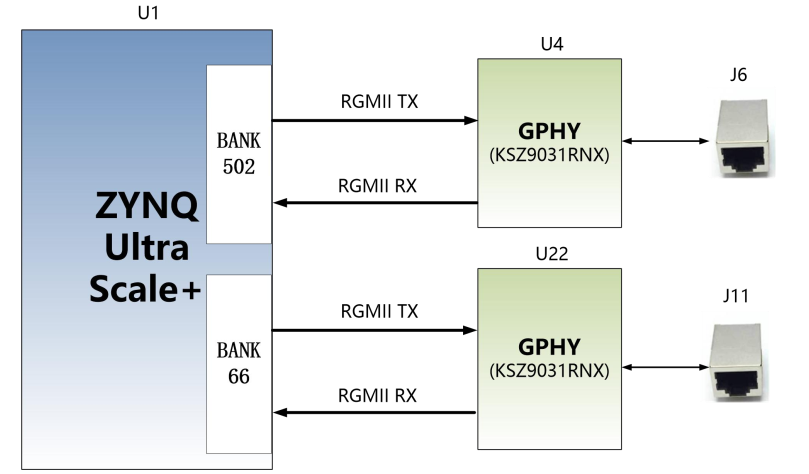 U1
ZYNQ
Ultra
Scale+
BANK
502
RGMII TX
RGMII RX
U4
GPHY
(KSZ9031RNX)
J6
BANK
66
RGMII TX
RGMII RX
U22
GPHY
(KSZ9031RNX)
J11